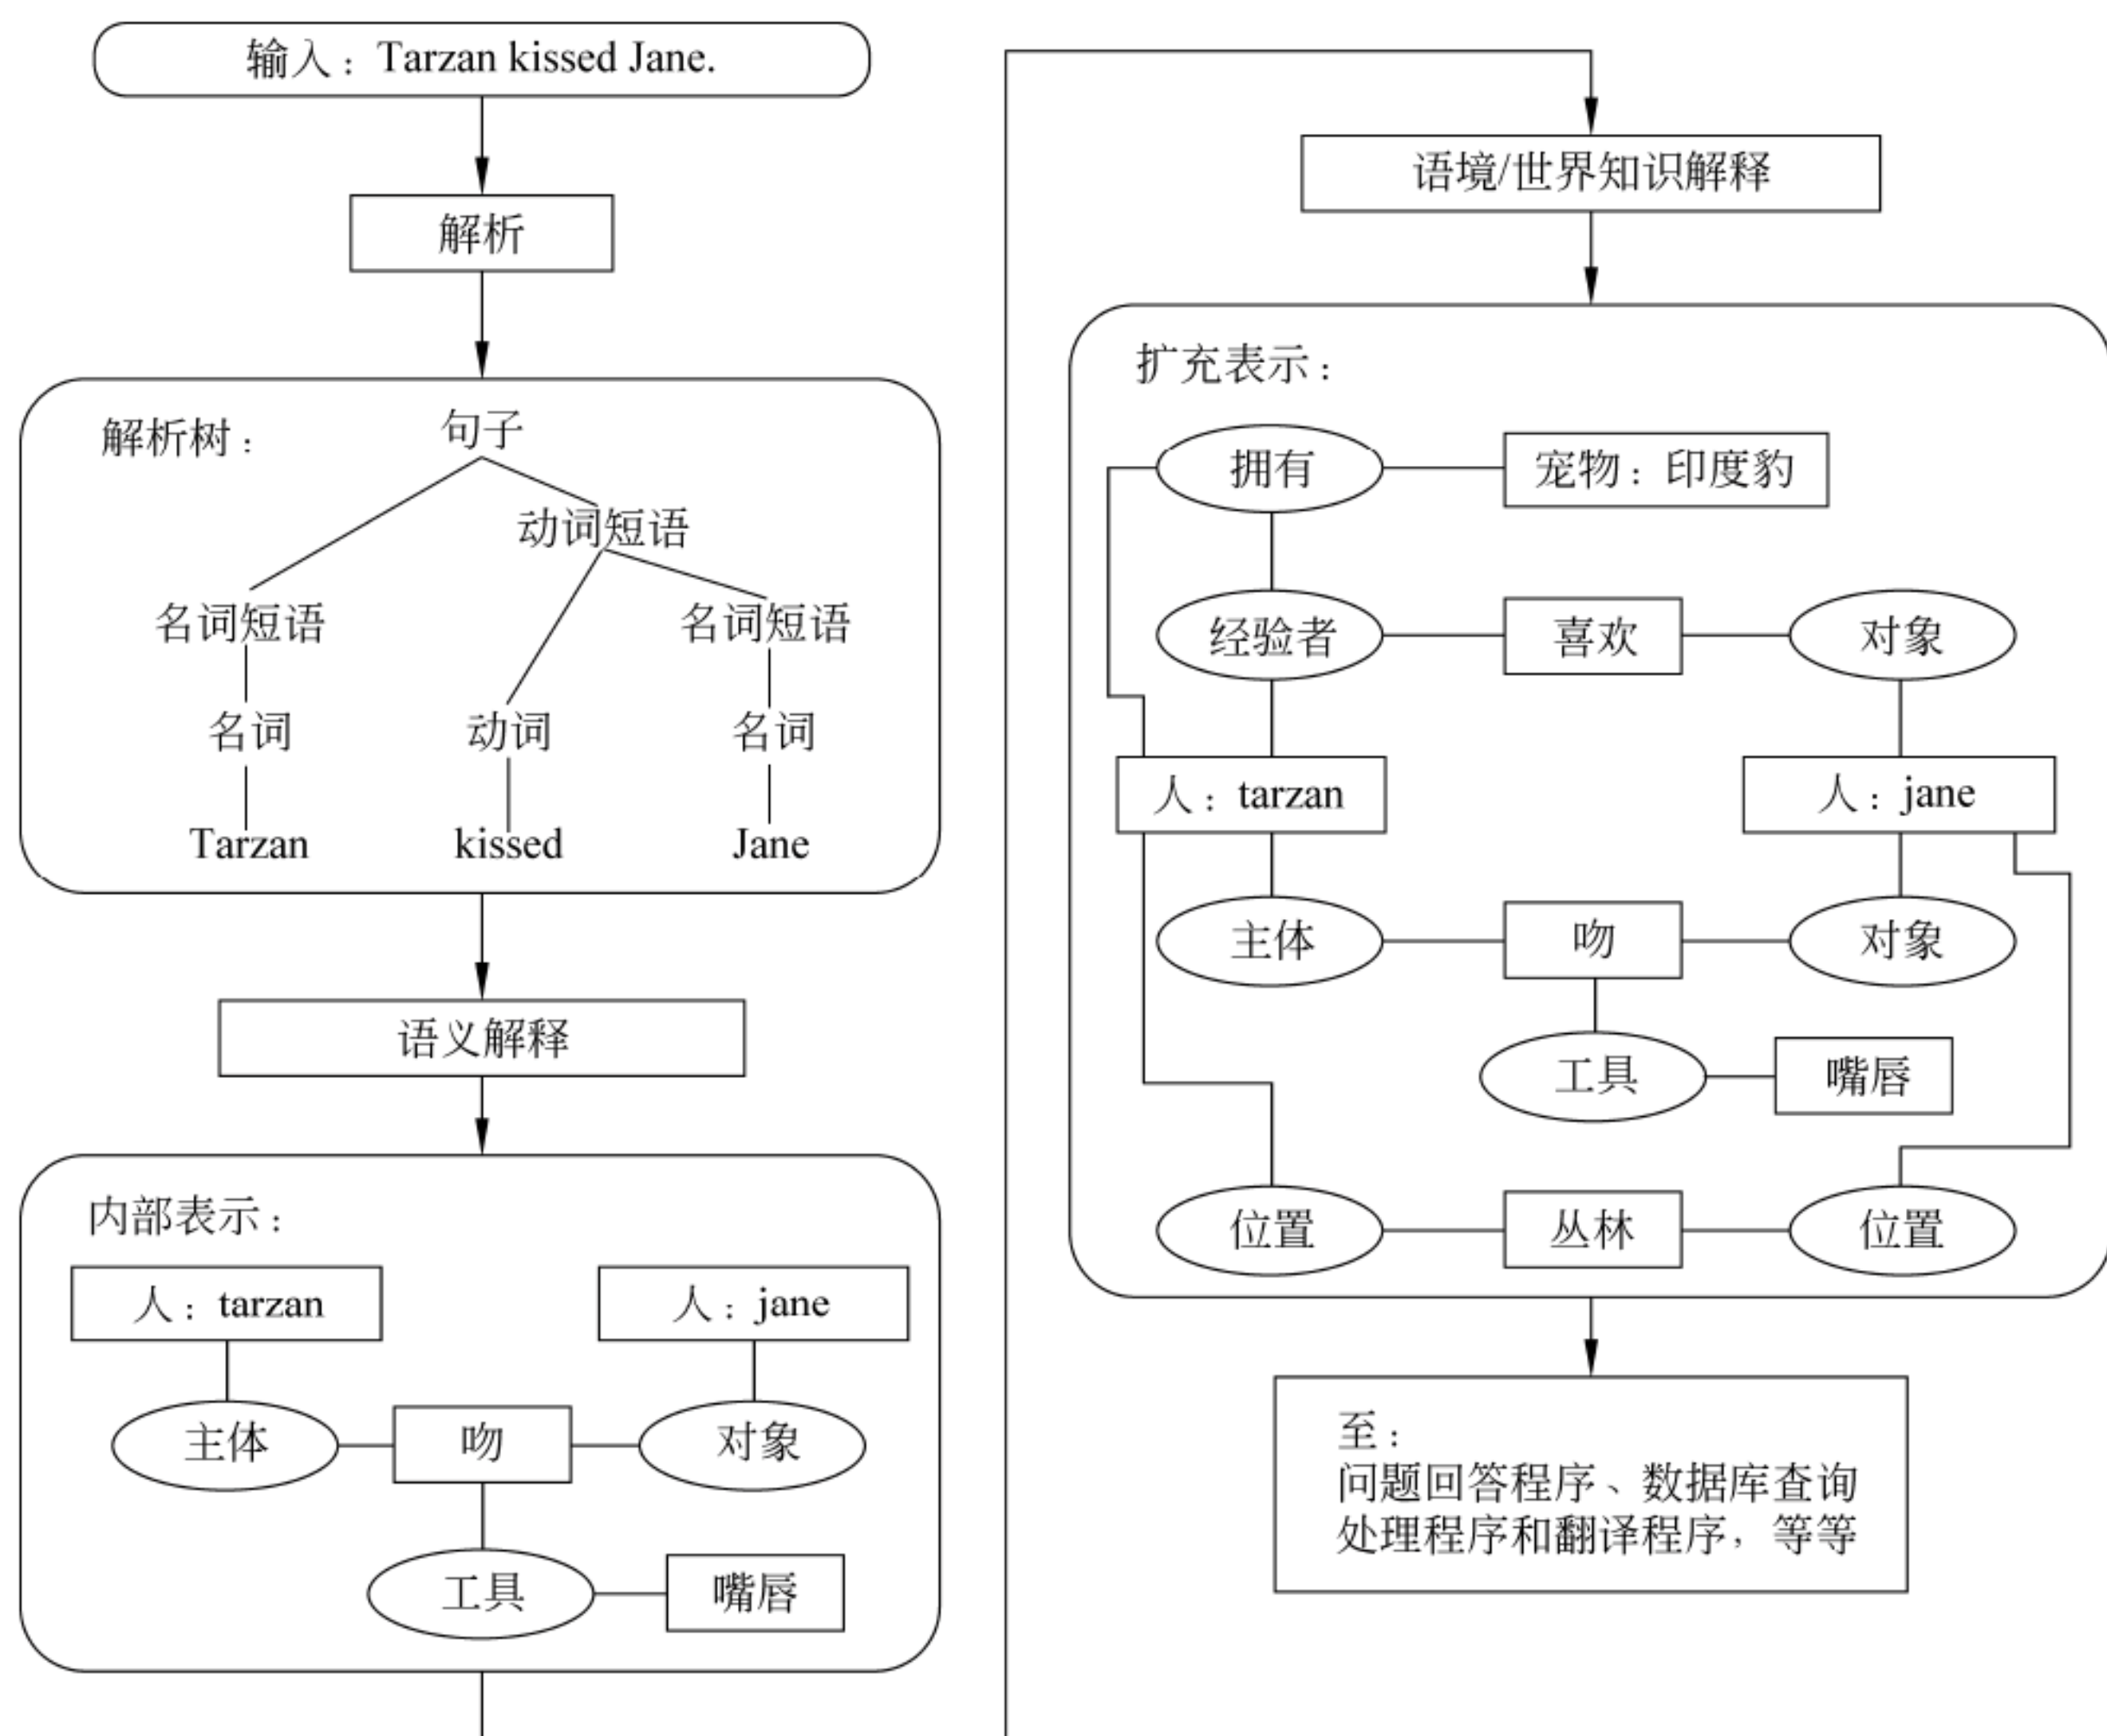 输入：Tarzan kissed Jane.
解析
解析树：
句子
动词短语
名词短语 名词短语
名词 动词 名词
Tarzan kissed Jane
语义解释
内部表示：
人：tarzan 人：jane
主体 吻 对象
工具 嘴唇
语境/世界知识解释
扩充表示：
拥有 宠物：印度豹
经验者 喜欢 对象
人：tarzan 人：jane
主体 吻 对象
工具 嘴唇
位置 丛林 位置
至：
问题回答程序、数据库查询
处理程序和翻译程序，等等